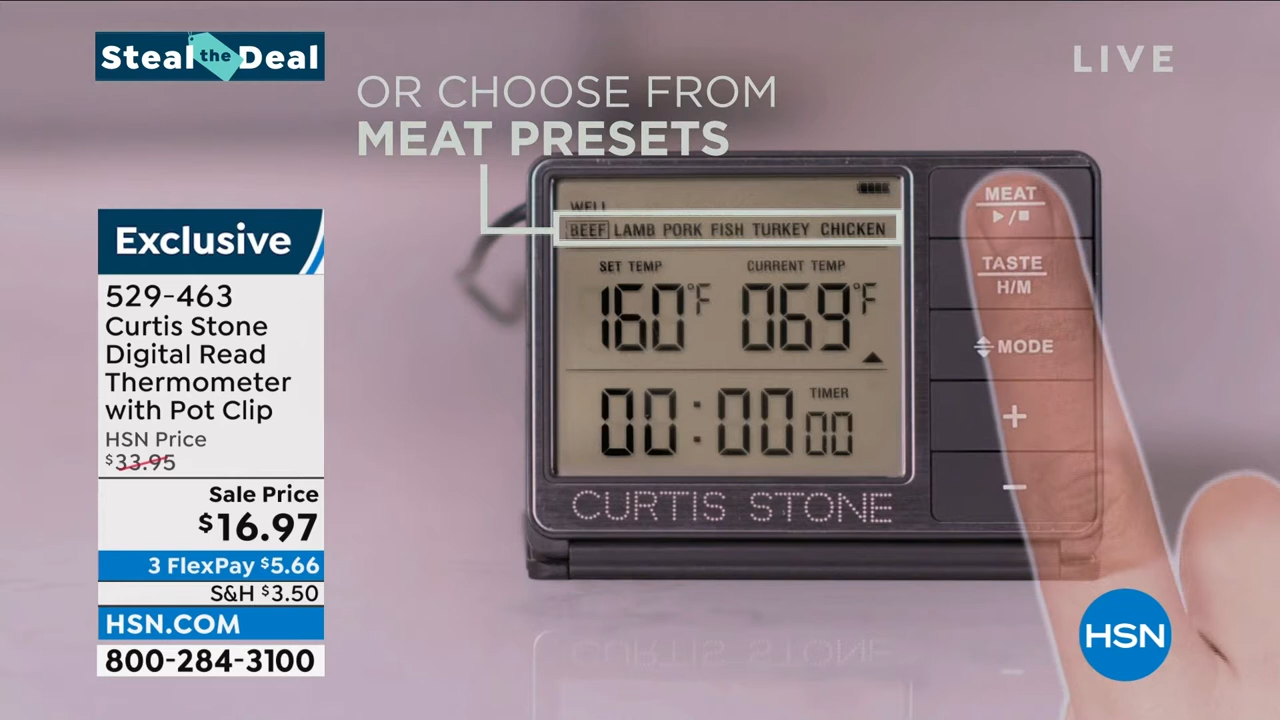 Steal the Deal
LIVE
OR CHOOSE FROM
MEAT PRESETS
Exclusive
529-463
Curtis Stone
Digital Read
Thermometer
with Pot Clip
HSN Price
$33.95
Sale Price
$16.97
3 FlexPay $5.66
S&H $3.50
HSN.COM
800-284-3100
WELL
BEEF LAMB PORK FISH TURKEY CHICKEN
SET TEMP CURRENT TEMP
160°F 069°F
TIMER
00:00 00
CURTIS STONE
MEAT
▶/■
TASTE
H/M
MODE
+
-
HSN